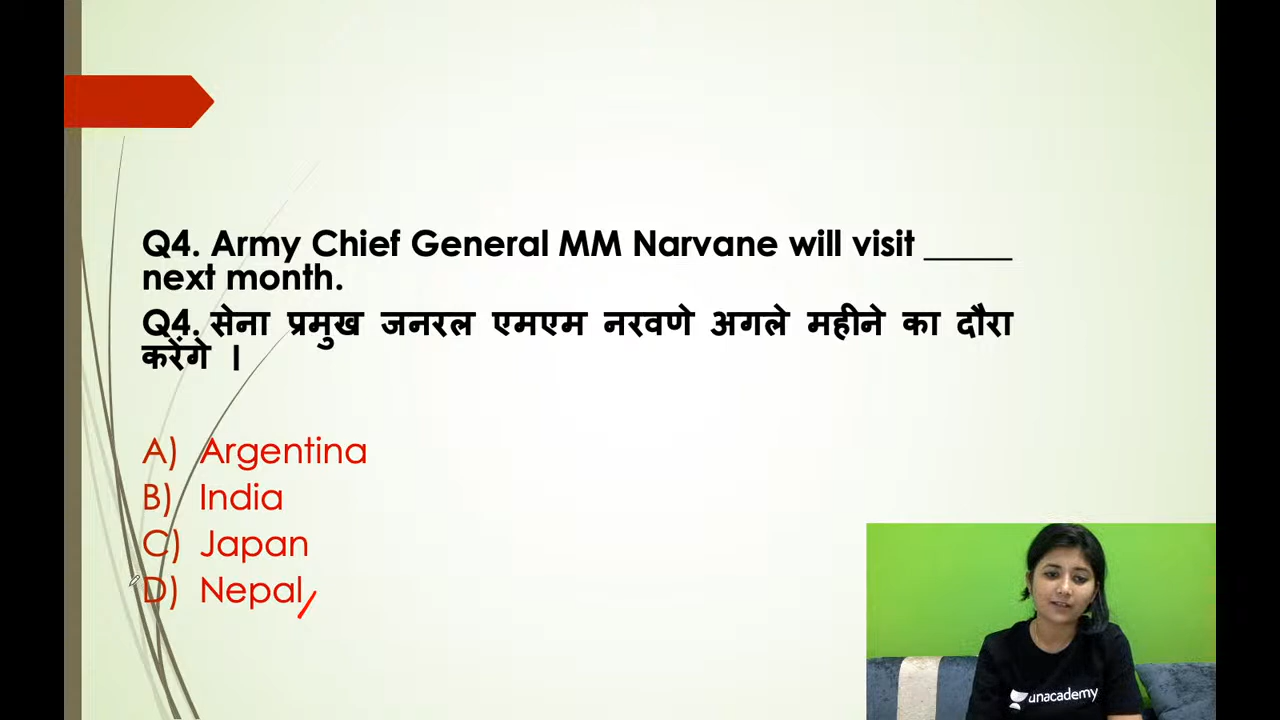 Q4. Army Chief General MM Narvane will visit _____
next month.
Q4. सेना प्रमुख जनरल एमएम नरवणे अगले महीने का दौरा
करेंगे ।
A) Argentina
B) India
C) Japan
D) Nepal
unacademy